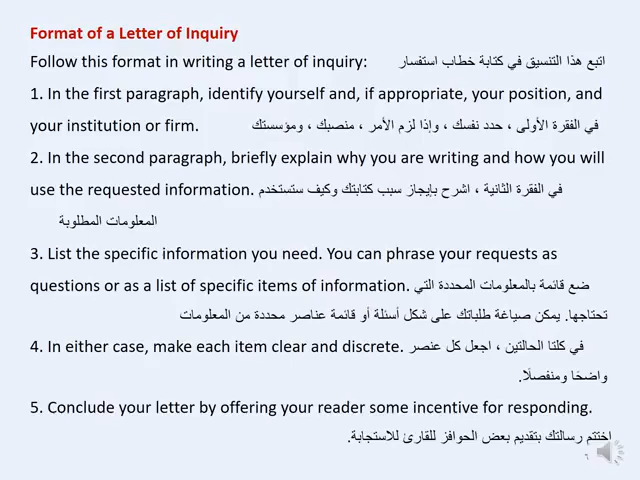 Format of a Letter of Inquiry
Follow this format in writing a letter of inquiry: اتبع هذا التنسيق في كتابة خطاب استفسار
1. In the first paragraph, identify yourself and, if appropriate, your position, and
your institution or firm. في الفقرة الأولى ، حدد نفسك ، وإذا لزم الأمر ، منصبك ، ومؤسستك
2. In the second paragraph, briefly explain why you are writing and how you will
use the requested information. في الفقرة الثانية ، اشرح بإيجاز سبب كتابتك وكيف ستستخدم
المعلومات المطلوبة
3. List the specific information you need. You can phrase your requests as
questions or as a list of specific items of information. ضع قائمة بالمعلومات المحددة التي
تحتاجها. يمكن صياغة طلباتك على شكل أسئلة أو قائمة عناصر محددة من المعلومات
4. In either case, make each item clear and discrete. في كلتا الحالتين ، اجعل كل عنصر
واضحًا ومنفصلًا.
5. Conclude your letter by offering your reader some incentive for responding.
اختتم رسالتك بتقديم بعض الحوافز للقارئ للاستجابة.
٦